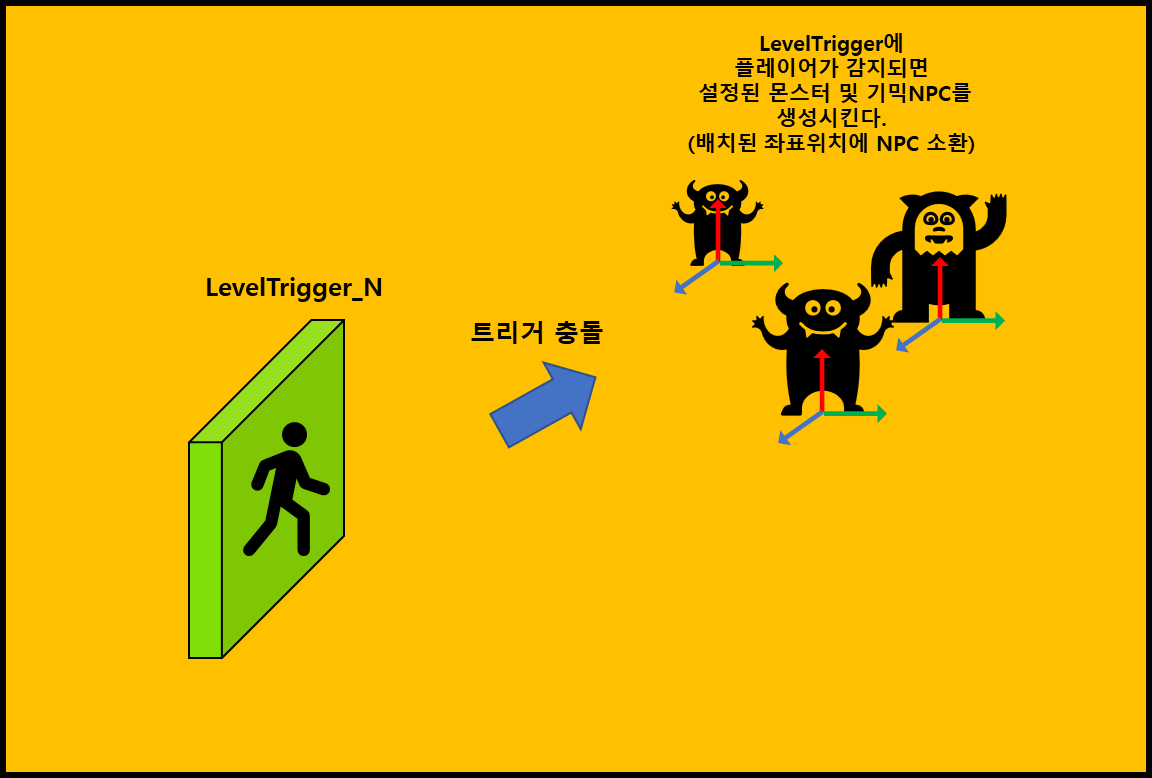 LevelTrigger에
플레이어가 감지되면
설정된 몬스터 및 기믹NPC를
생성시킨다.
(배치된 좌표위치에 NPC 소환)
LevelTrigger_N
트리거 충돌